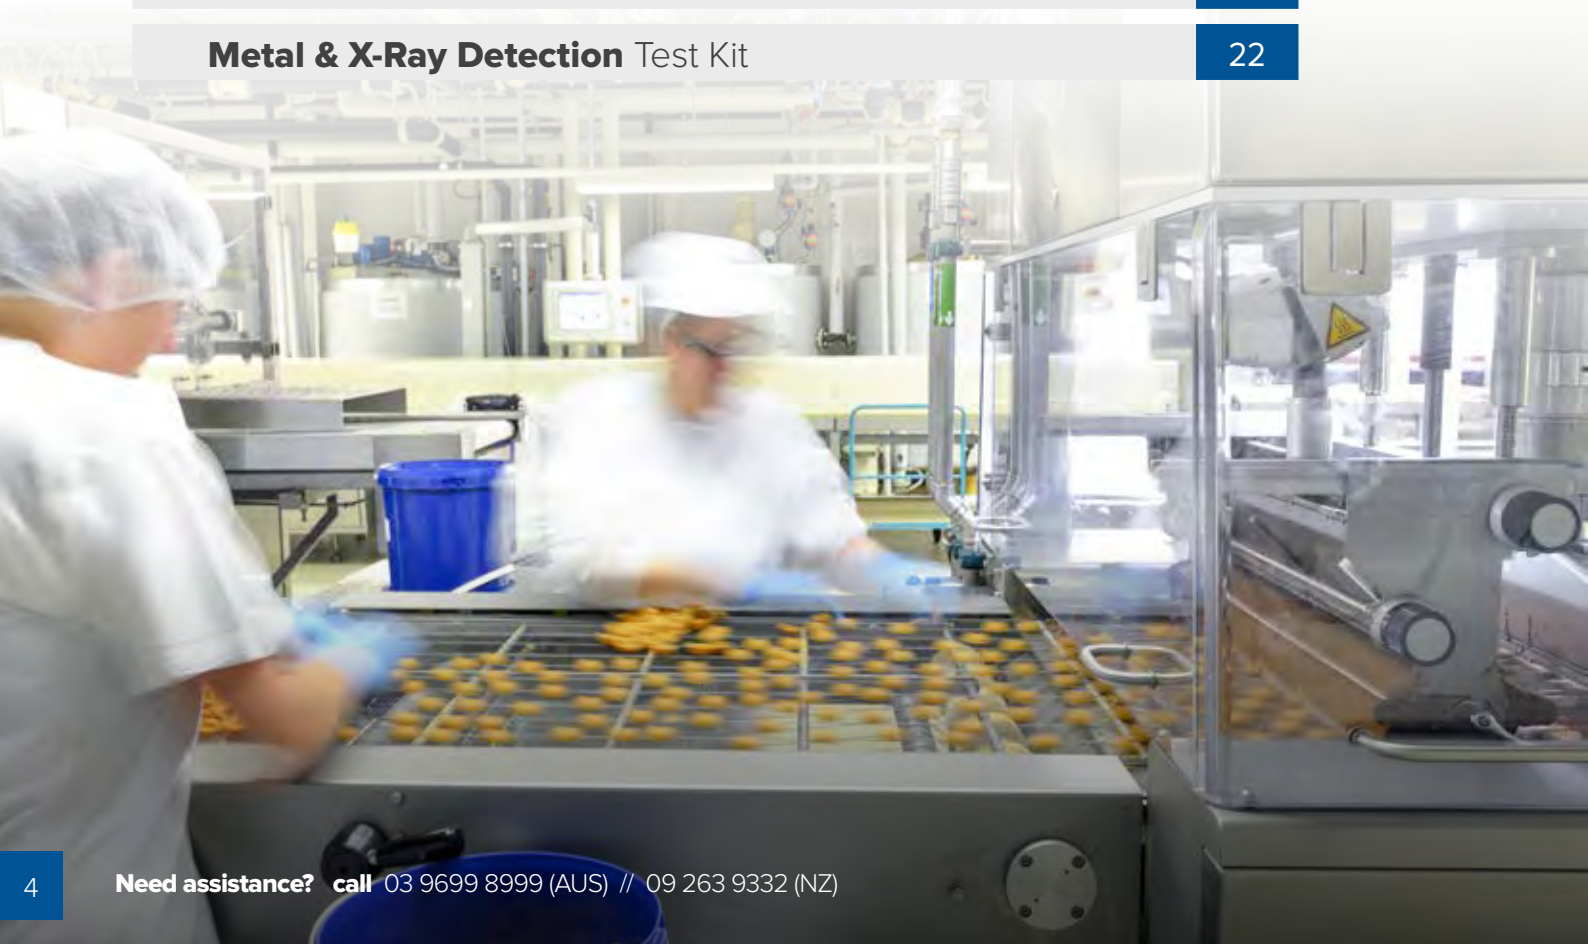 Metal & X-Ray Detection Test Kit 22
4 Need assistance? call 03 9699 8999 (AUS) // 09 263 9332 (NZ)